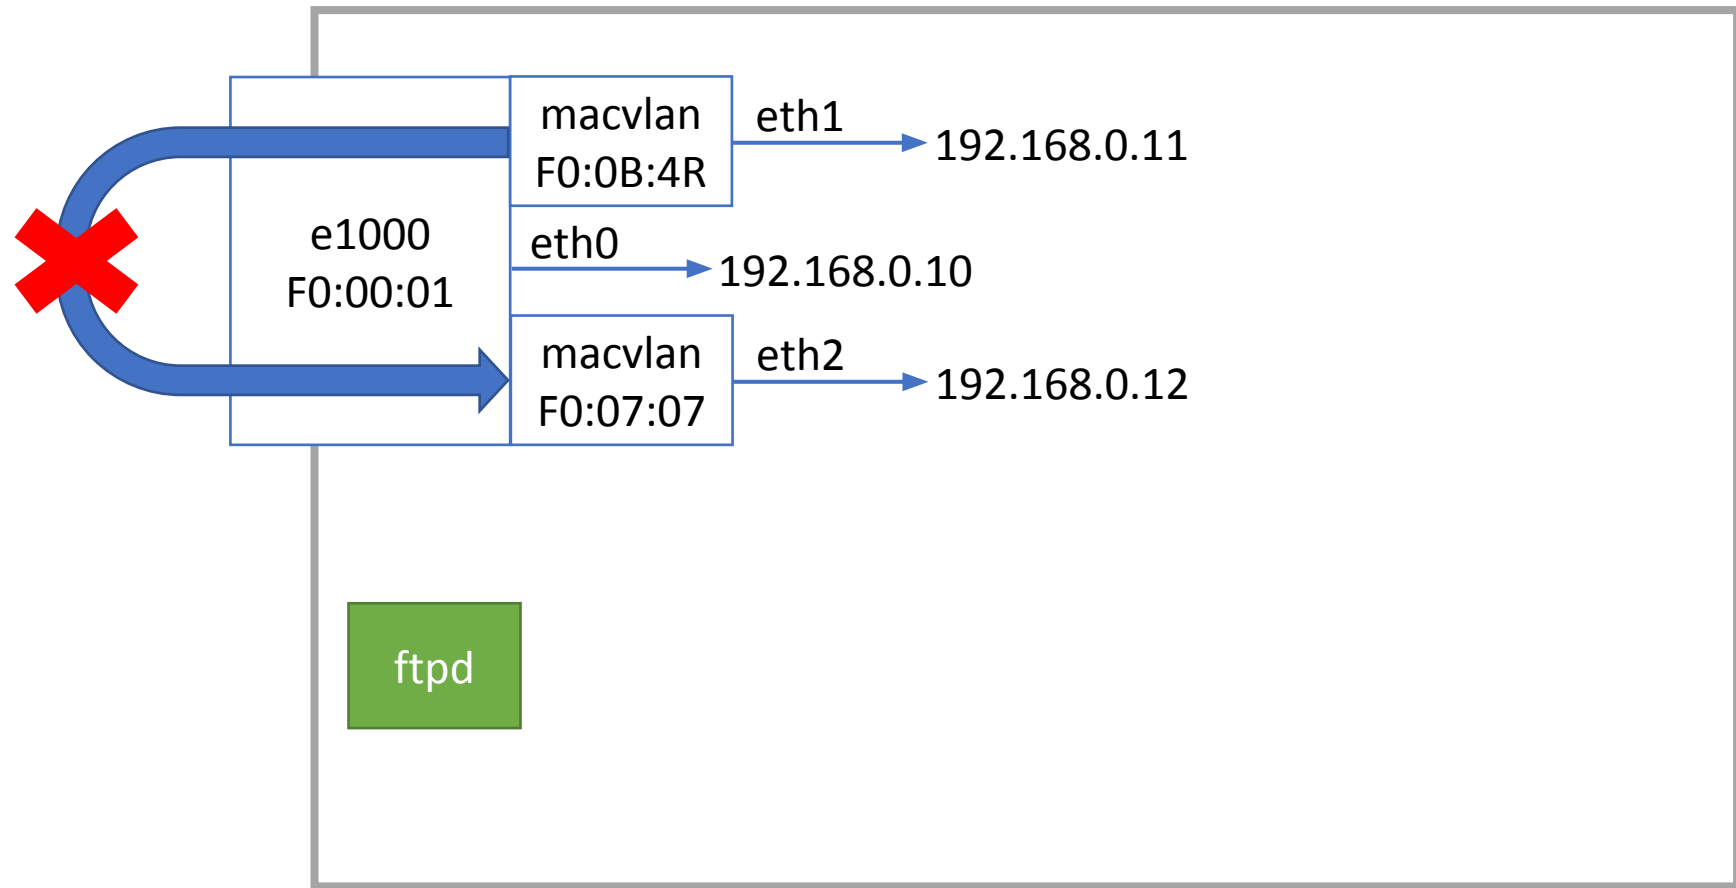 macvlan
F0:0B:4R
eth1
192.168.0.11
e1000
F0:00:01
eth0
192.168.0.10
macvlan
F0:07:07
eth2
192.168.0.12
ftpd